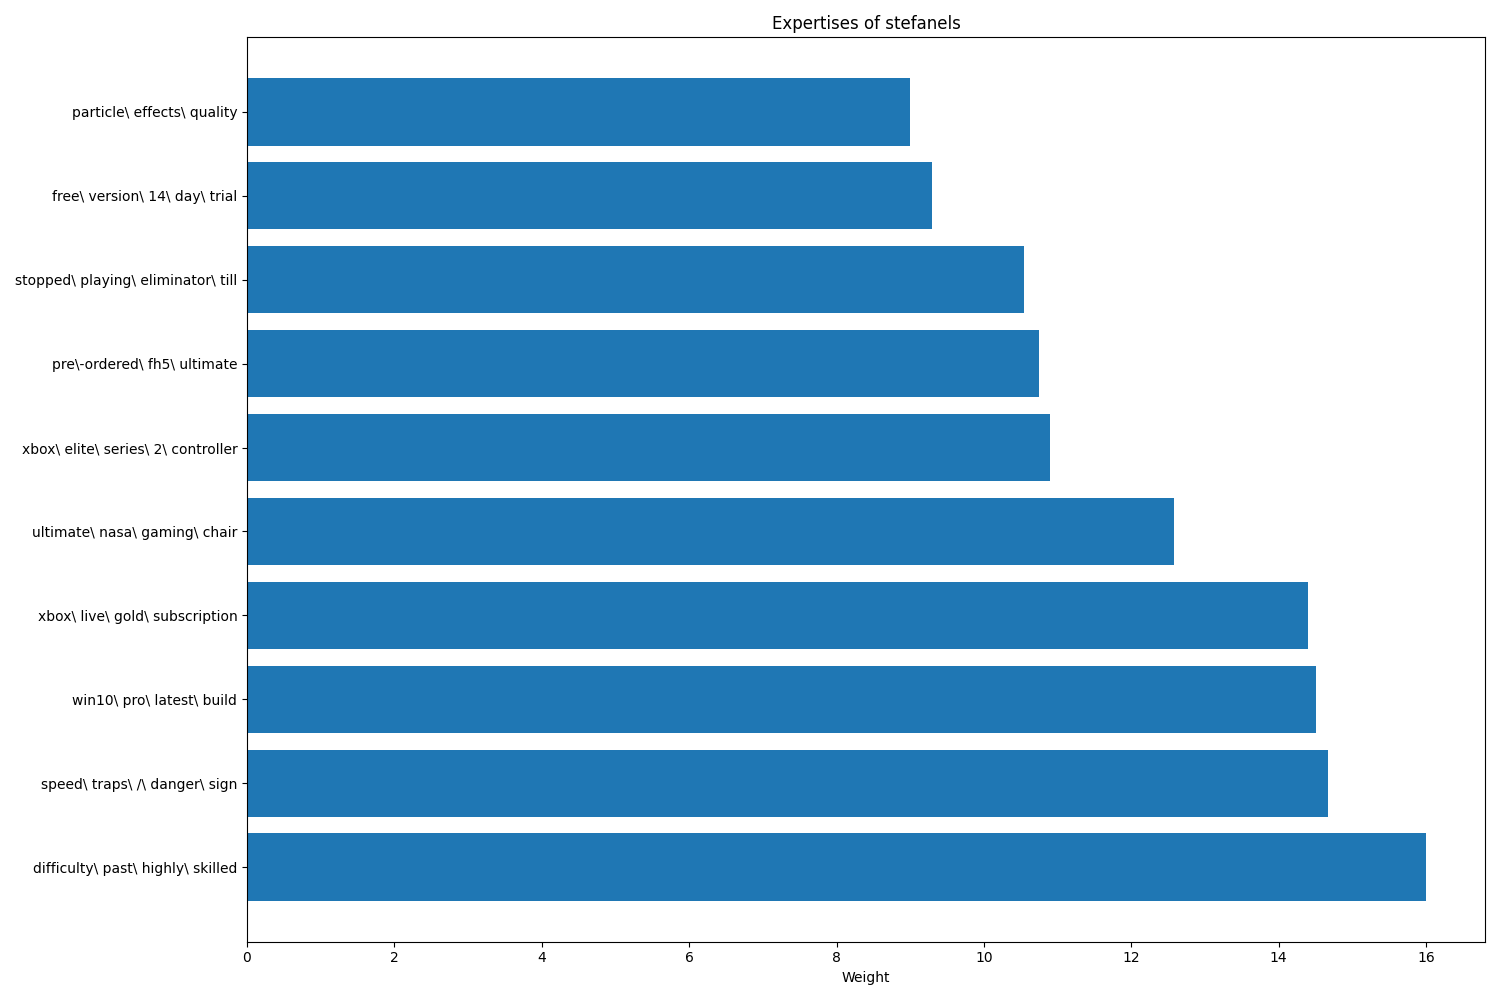 Expertises of stefanels
particle\ effects\ quality
free\ version\ 14\ day\ trial
stopped\ playing\ eliminator\ till
pre\-ordered\ fh5\ ultimate
xbox\ elite\ series\ 2\ controller
ultimate\ nasa\ gaming\ chair
xbox\ live\ gold\ subscription
win10\ pro\ latest\ build
speed\ traps\ /\ danger\ sign
difficulty\ past\ highly\ skilled
0 2 4 6 8 10 12 14 16
Weight